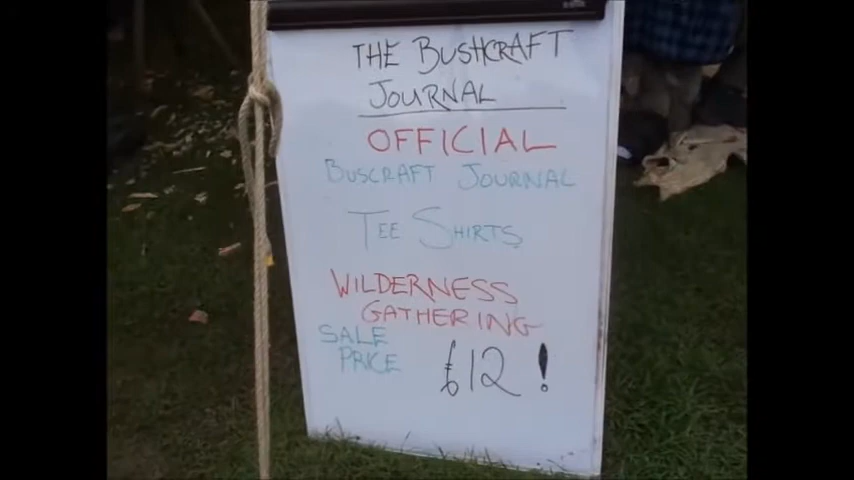 THE BUSHCRAFT
JOURNAL
OFFICIAL
BUSCRAFT JOURNAL
TEE SHIRTS
WILDERNESS
GATHERING
SALE
PRICE £12!